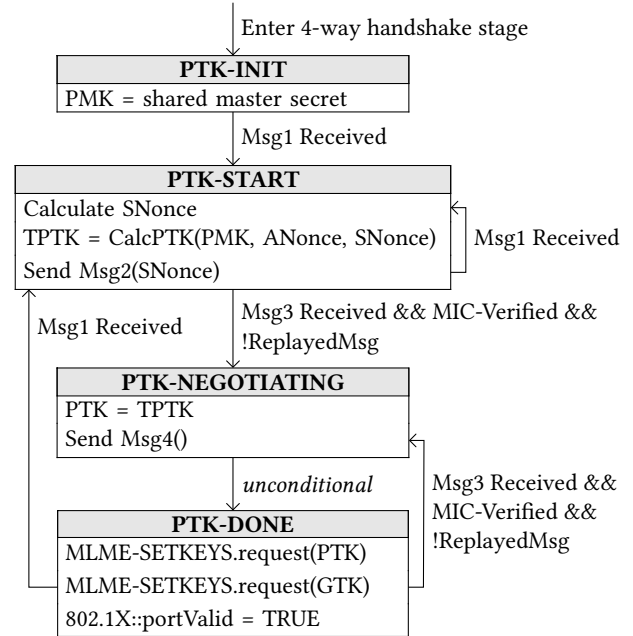 Enter 4-way handshake stage
PTK-INIT
PMK = shared master secret
Msg1 Received
PTK-START
Calculate SNonce
TPTK = CalcPTK(PMK, ANonce, SNonce)
Send Msg2(SNonce)
Msg1 Received
Msg1 Received
Msg3 Received && MIC-Verified &&
!ReplayedMsg
PTK-NEGOTIATING
PTK = TPTK
Send Msg4()
unconditional
Msg3 Received &&
MIC-Verified &&
!ReplayedMsg
PTK-DONE
MLME-SETKEYS.request(PTK)
MLME-SETKEYS.request(GTK)
802.1X::portValid = TRUE